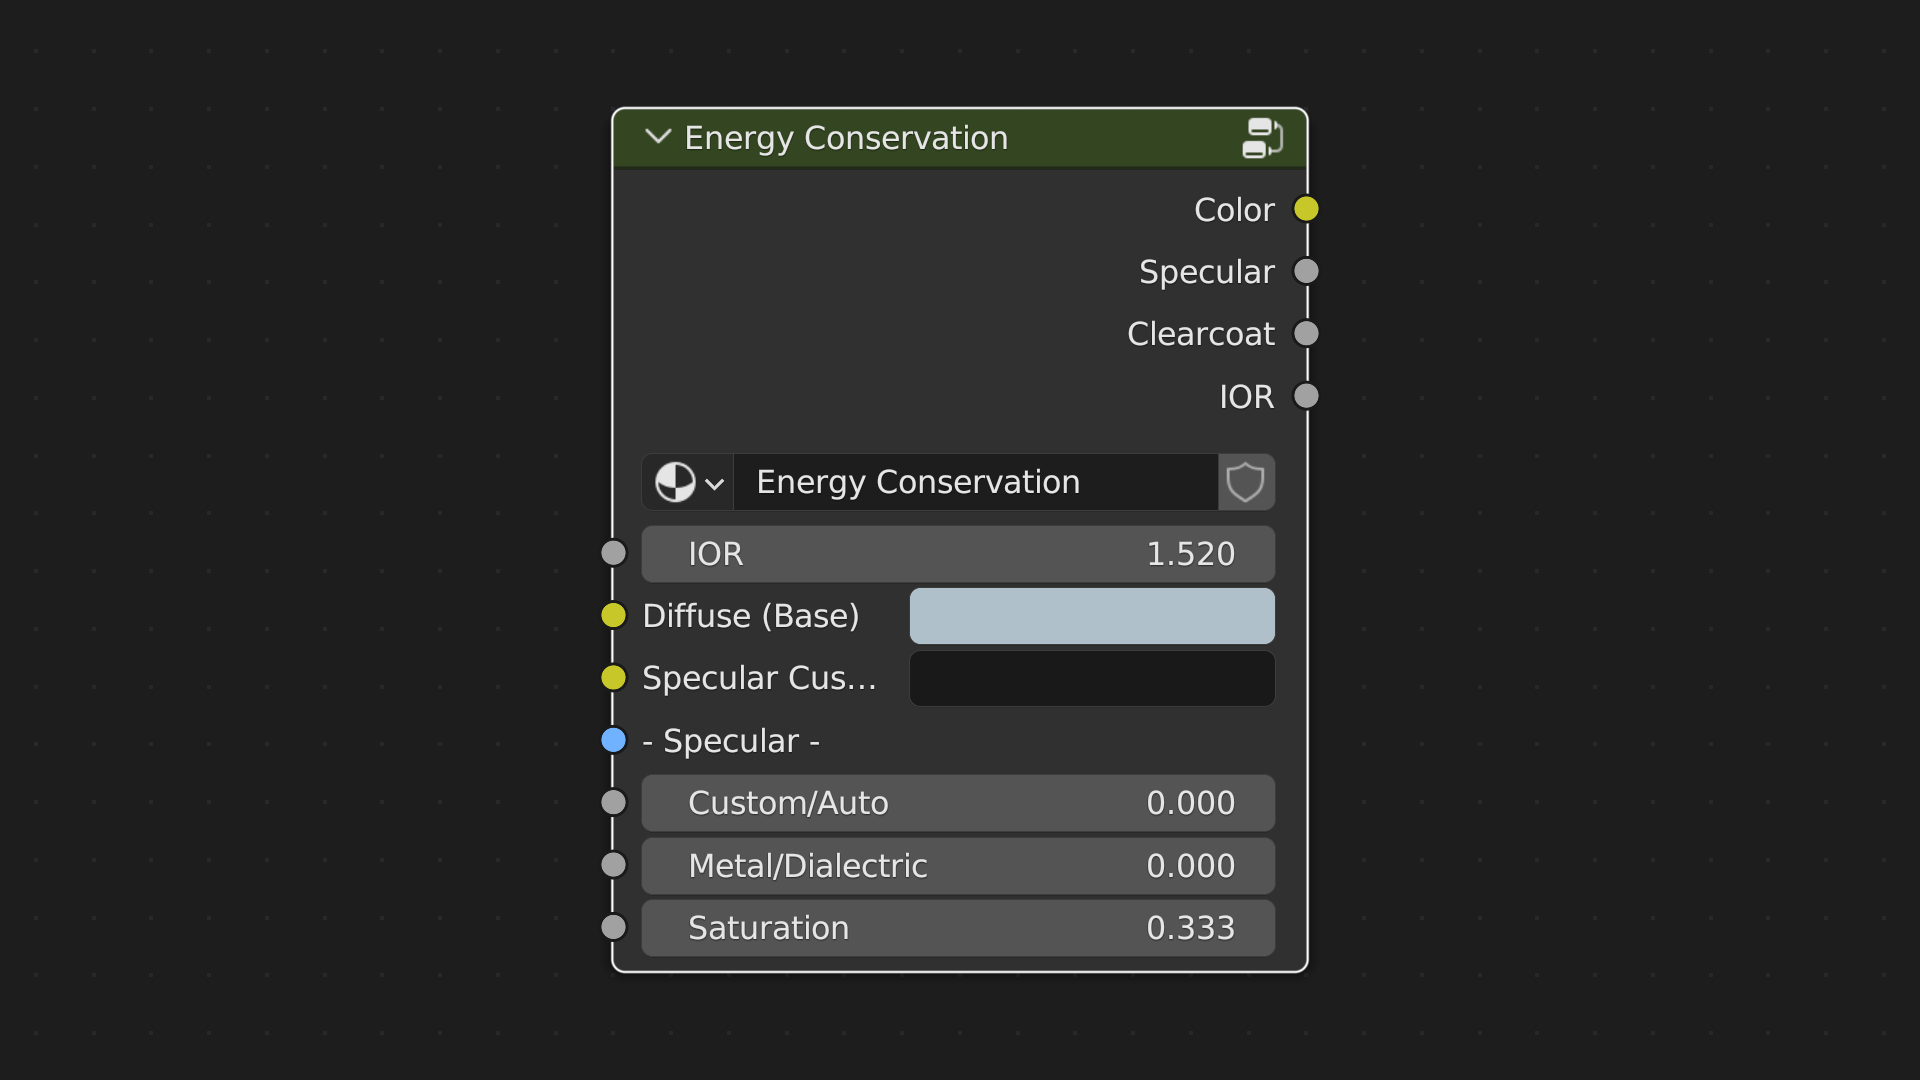 Energy Conservation
Color
Specular
Clearcoat
IOR
Energy Conservation
IOR 1.520
Diffuse (Base)
Specular Cus...
- Specular -
Custom/Auto 0.000
Metal/Dialectric 0.000
Saturation 0.333